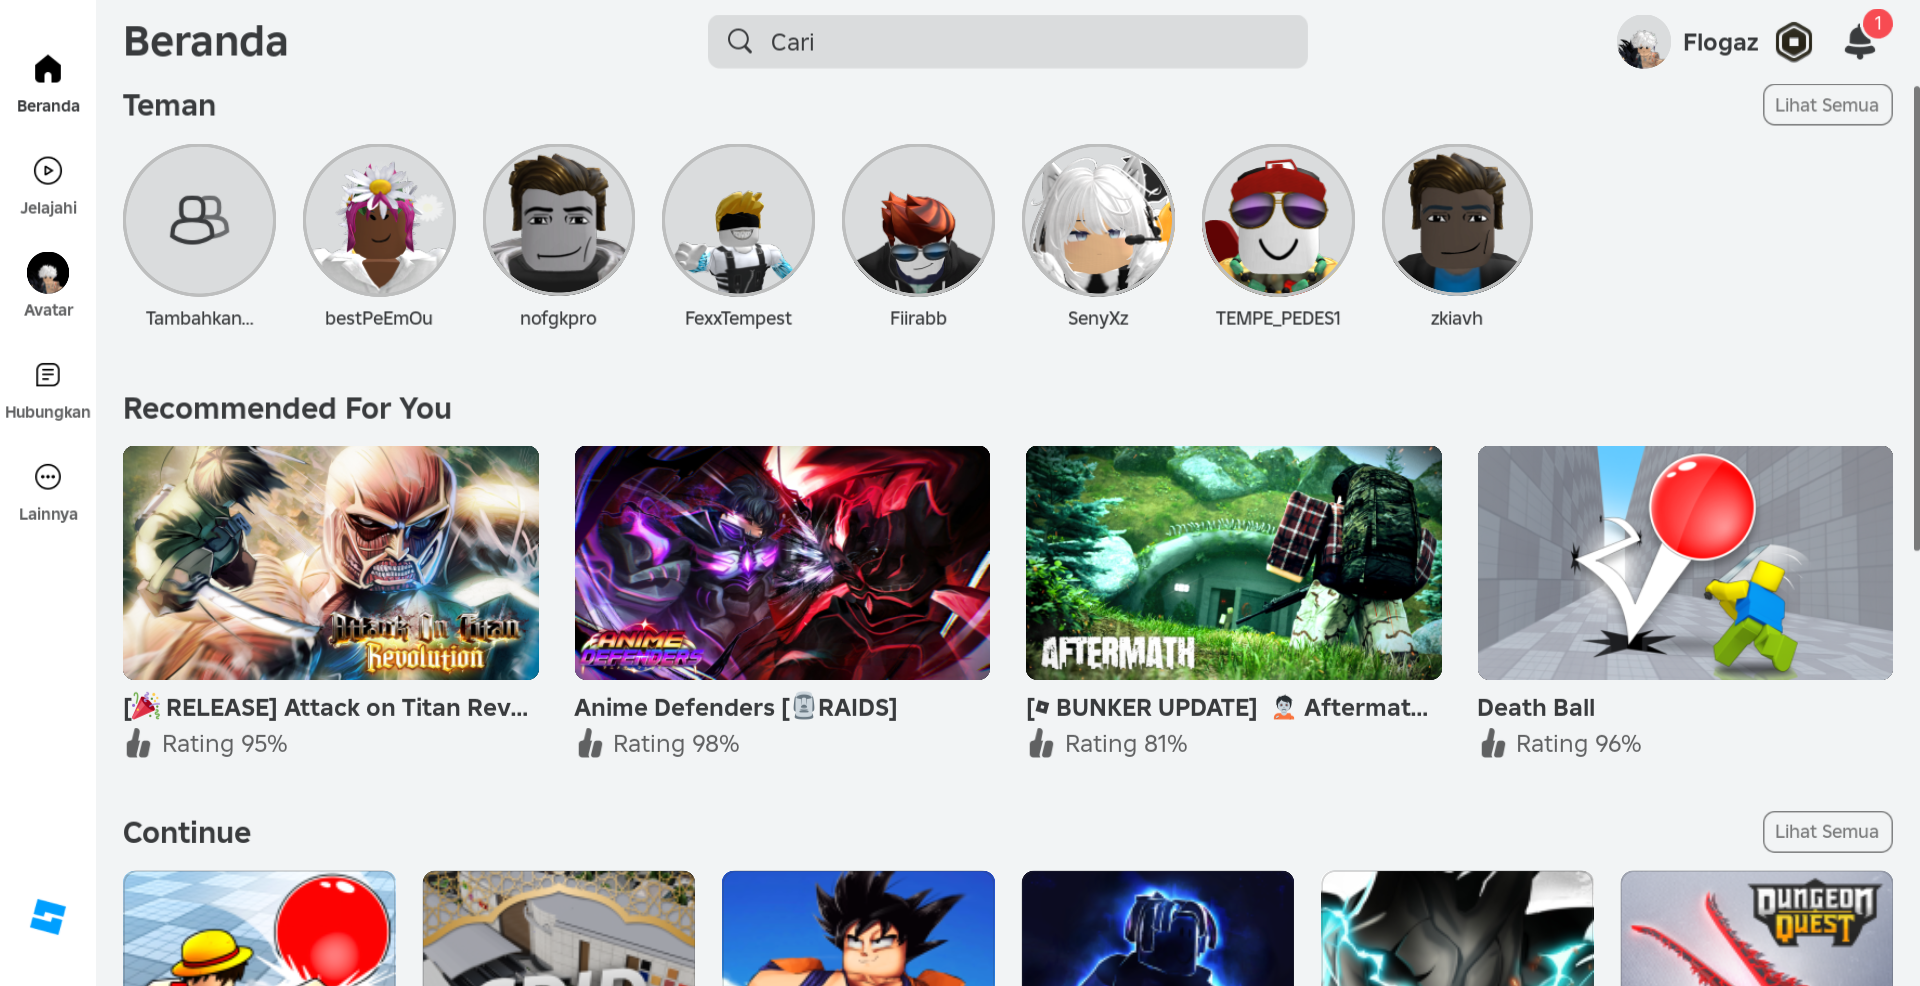 Beranda
Cari
Flogaz
1
Beranda
Jelajahi
Avatar
Hubungkan
Lainnya
Teman
Lihat Semua
Tambahkan...
bestPeEmOu
nofgkpro
FexxTempest
Fiirabb
SenyXz
TEMPE_PEDES1
zkiavh
Recommended For You
Attack On Titan
Revolution
ANIME
DEFENDERS
AFTERMATH
[🎉 RELEASE] Attack on Titan Rev...
Rating 95%
Anime Defenders [🗿RAIDS]
Rating 98%
[ BUNKER UPDATE] 🧟 Aftermat...
Rating 81%
Death Ball
Rating 96%
Continue
Lihat Semua
DUNGEON
QUEST